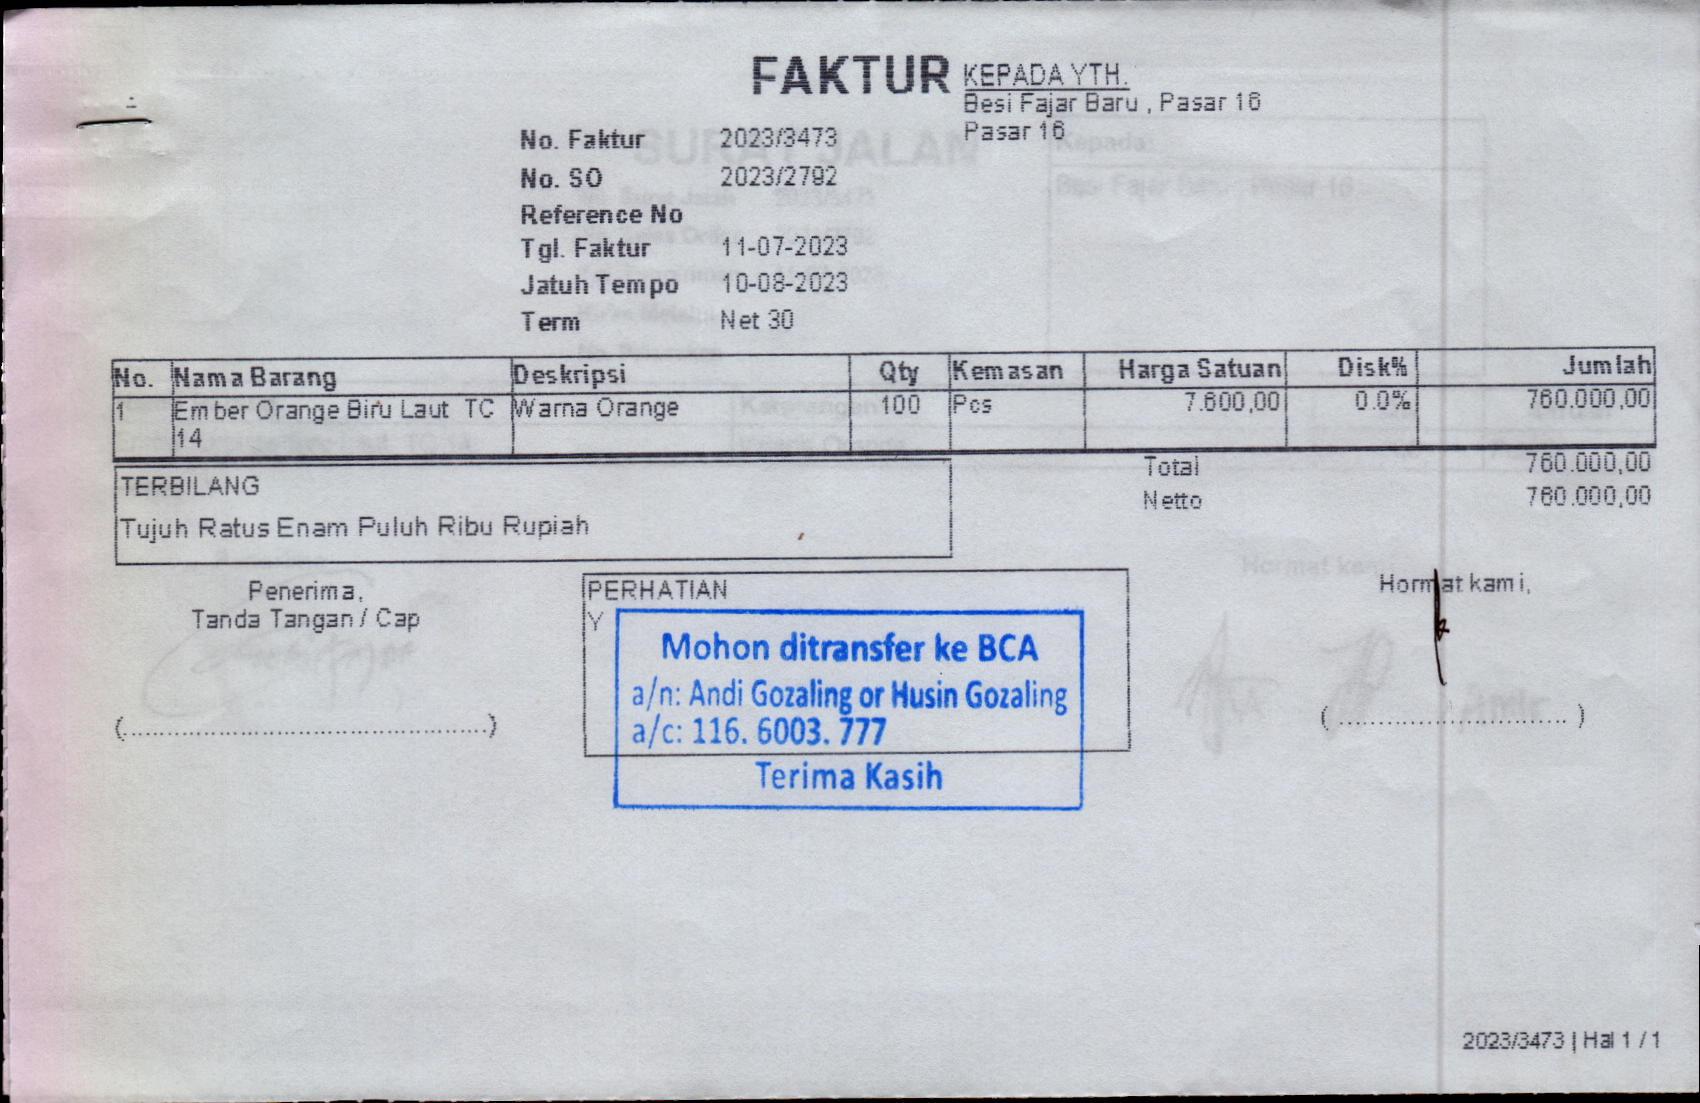 FAKTUR
KEPADA YTH.
Besi Fajar Baru , Pasar 16
Pasar 16
No. Faktur 2023/3473
No. SO 2023/2792
Reference No
Tgl. Faktur 11-07-2023
Jatuh Tempo 10-08-2023
Term Net 30
No. Nama Barang Deskripsi Qty Kemasan Harga Satuan Disk% Jumlah
1 Ember Orange Biru Laut TC 14 Warna Orange 100 Pcs 7.600,00 0.0% 760.000,00
Total 760.000,00
Netto 760.000,00
TERBILANG
Tujuh Ratus Enam Puluh Ribu Rupiah
Penerima,
Tanda Tangan / Cap
(................................................)
PERHATIAN
Y
Mohon ditransfer ke BCA
a/n: Andi Gozaling or Husin Gozaling
a/c: 116. 6003. 777
Terima Kasih
Hormat kami,
(................................ )
2023/3473 | Hal 1 / 1